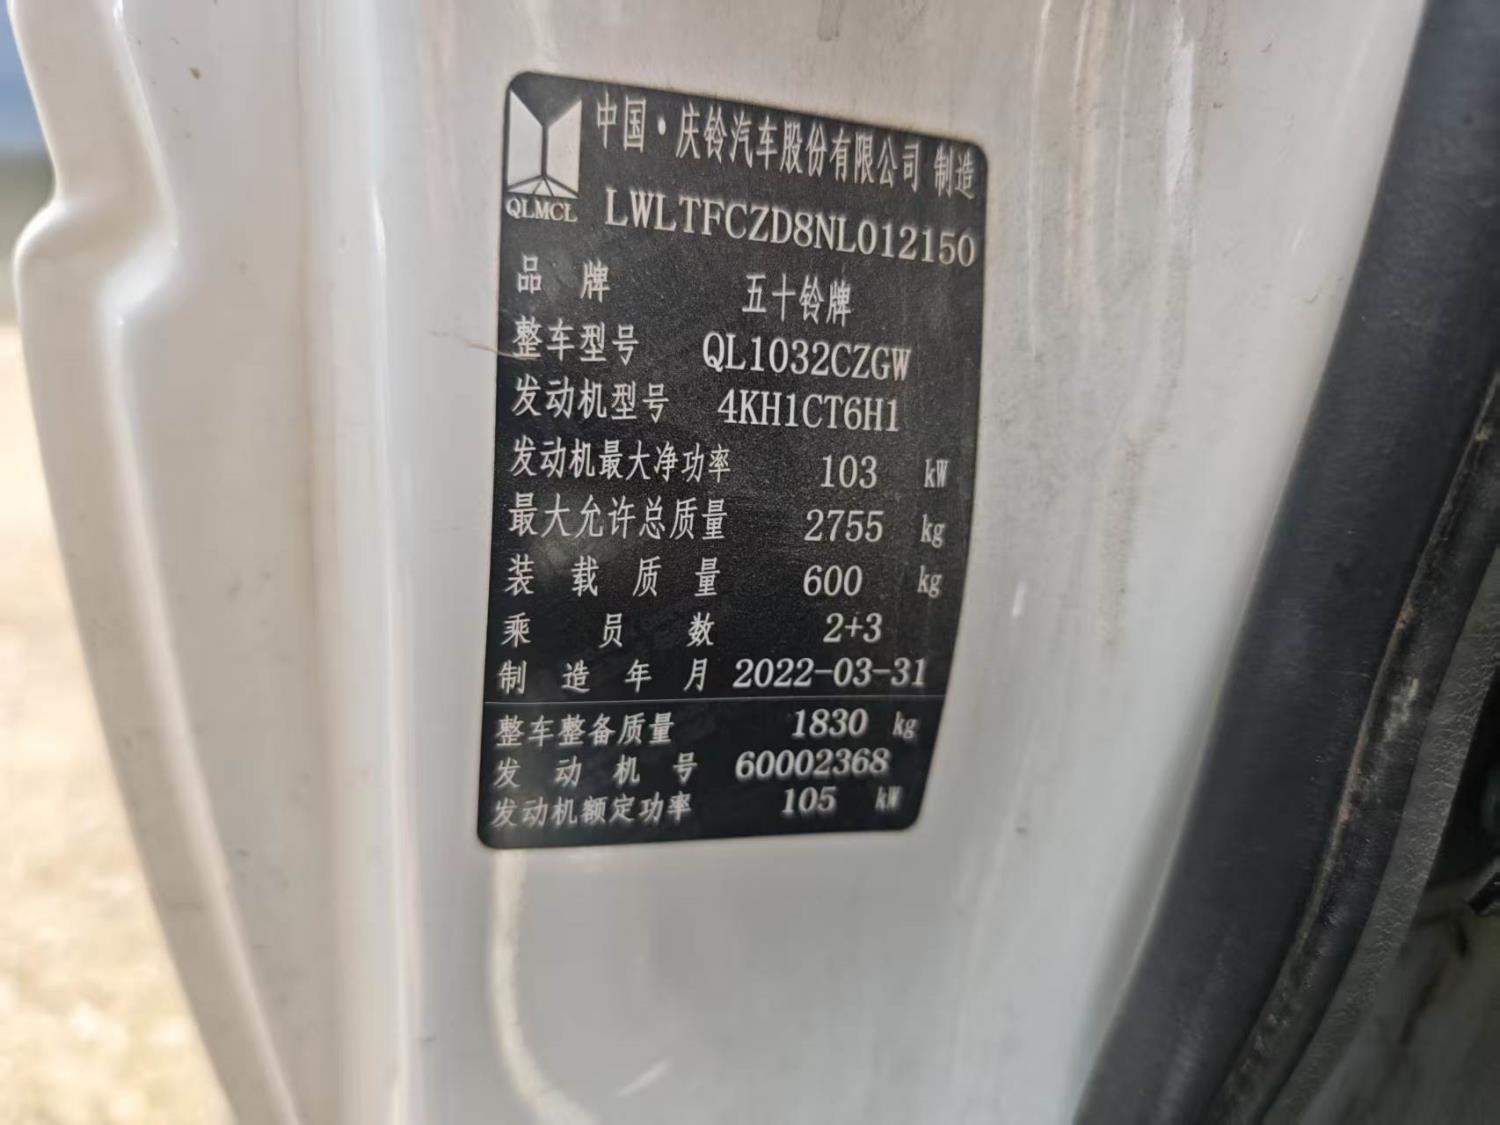 中国·庆铃汽车股份有限公司 制造
QLMCL
LWLTFCZD8NL012150
品 牌 五十铃牌
整车型号 QL1032CZGW
发动机型号 4KH1CT6H1
发动机最大净功率 103 kW
最大允许总质量 2755 kg
装载质量 600 kg
乘员数 2+3
制造年月 2022-03-31
整车整备质量 1830 kg
发动机号 60002368
发动机额定功率 105 kW